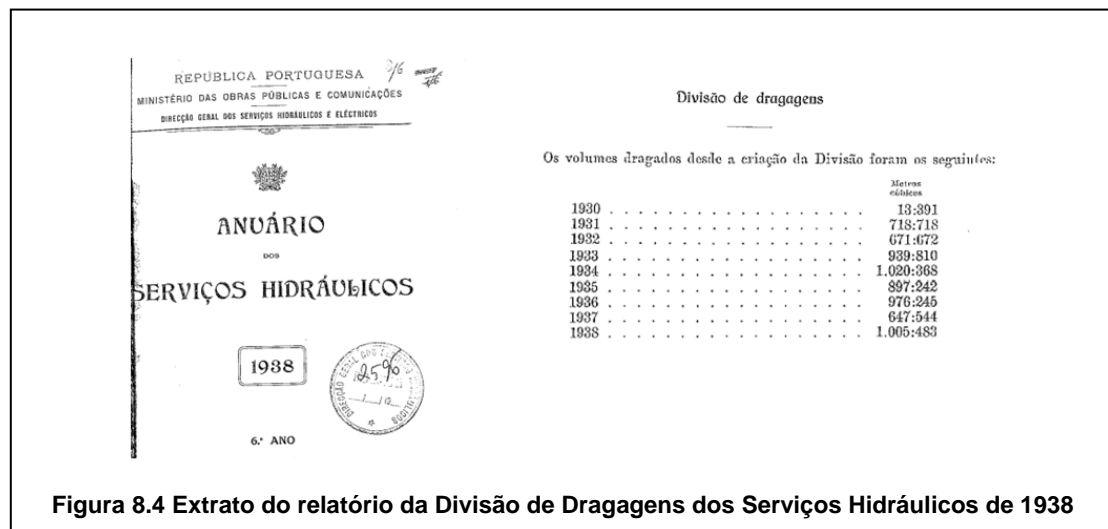 REPÚBLICA PORTUGUESA
MINISTÉRIO DAS OBRAS PÚBLICAS E COMUNICAÇÕES
DIRECÇÃO GERAL DOS SERVIÇOS HIDRÁULICOS E ELÉCTRICOS
ANUÁRIO
DOS
SERVIÇOS HIDRÁULICOS
1938
6.º ANO
Divisão de dragagens
Os volumes dragados desde a criação da Divisão foram os seguintes:
Metros
cúbicos
1930 . . . . . . . . . . . . . . . . . . 13:391
1931 . . . . . . . . . . . . . . . . . . 718:718
1932 . . . . . . . . . . . . . . . . . . 671:672
1933 . . . . . . . . . . . . . . . . . . 939:810
1934 . . . . . . . . . . . . . . . . . . 1.020:368
1935 . . . . . . . . . . . . . . . . . . 897:242
1936 . . . . . . . . . . . . . . . . . . 976:245
1937 . . . . . . . . . . . . . . . . . . 647:544
1938 . . . . . . . . . . . . . . . . . . 1.005:483
Figura 8.4 Extrato do relatório da Divisão de Dragagens dos Serviços Hidráulicos de 1938